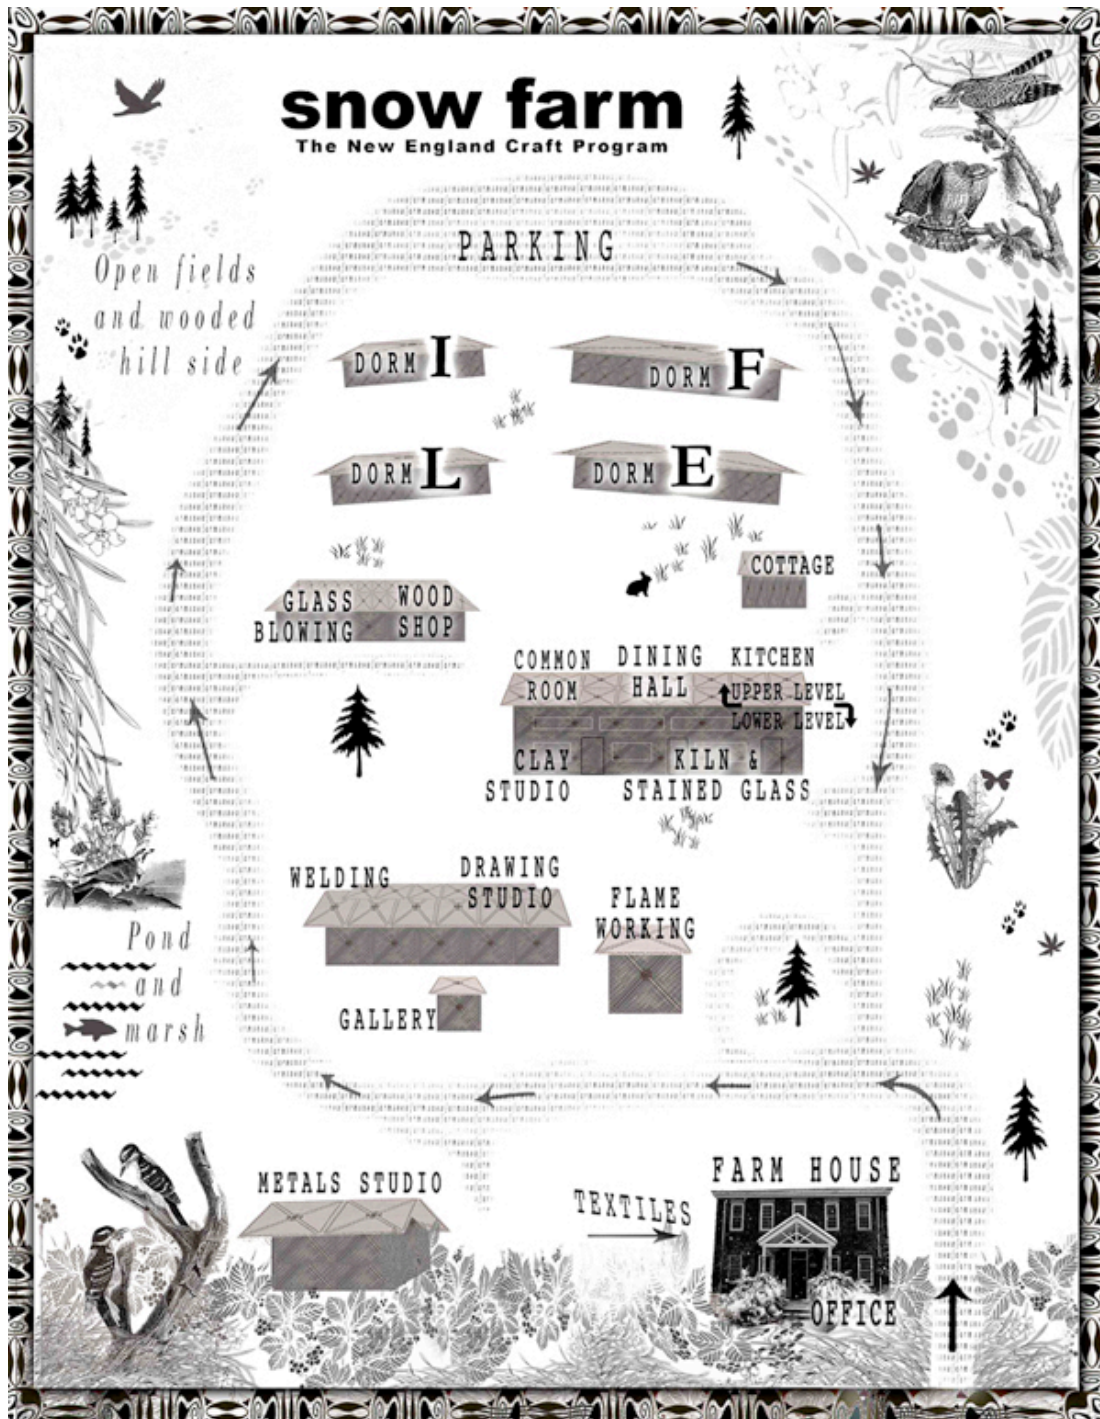 snow farm
The New England Craft Program
PARKING
Open fields
and wooded
hill side
DORM I
DORM F
DORM L
DORM E
COTTAGE
GLASS
BLOWING
WOOD
SHOP
COMMON
ROOM
DINING
HALL
KITCHEN
UPPER LEVEL
LOWER LEVEL
CLAY
STUDIO
KILN &
STAINED GLASS
WELDING
DRAWING
STUDIO
FLAME
WORKING
GALLERY
Pond
and
marsh
METALS STUDIO
TEXTILES
FARM HOUSE
OFFICE